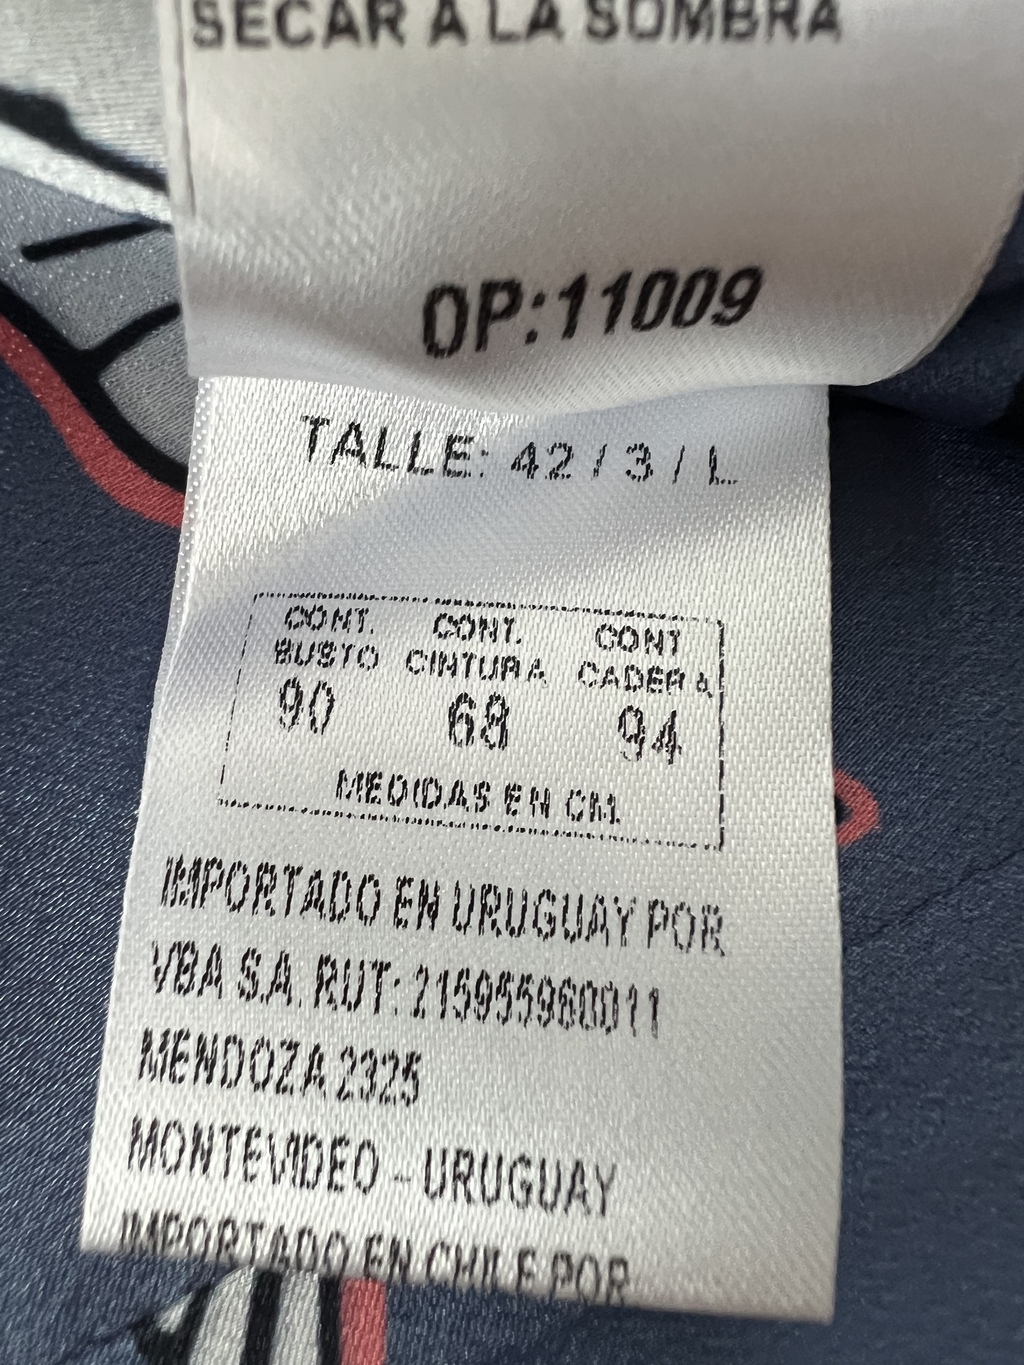 SECAR A LA SOMBRA
OP:11009
TALLE: 42 / 3 / L
CONT. CONT. CONT
BUSTO CINTURA CADERA
90 68 94
MEDIDAS EN CM.
IMPORTADO EN URUGUAY POR
VBA S.A. RUT: 215955960011
MENDOZA 2325
MONTEVIDEO - URUGUAY
IMPORTADO EN CHILE POR